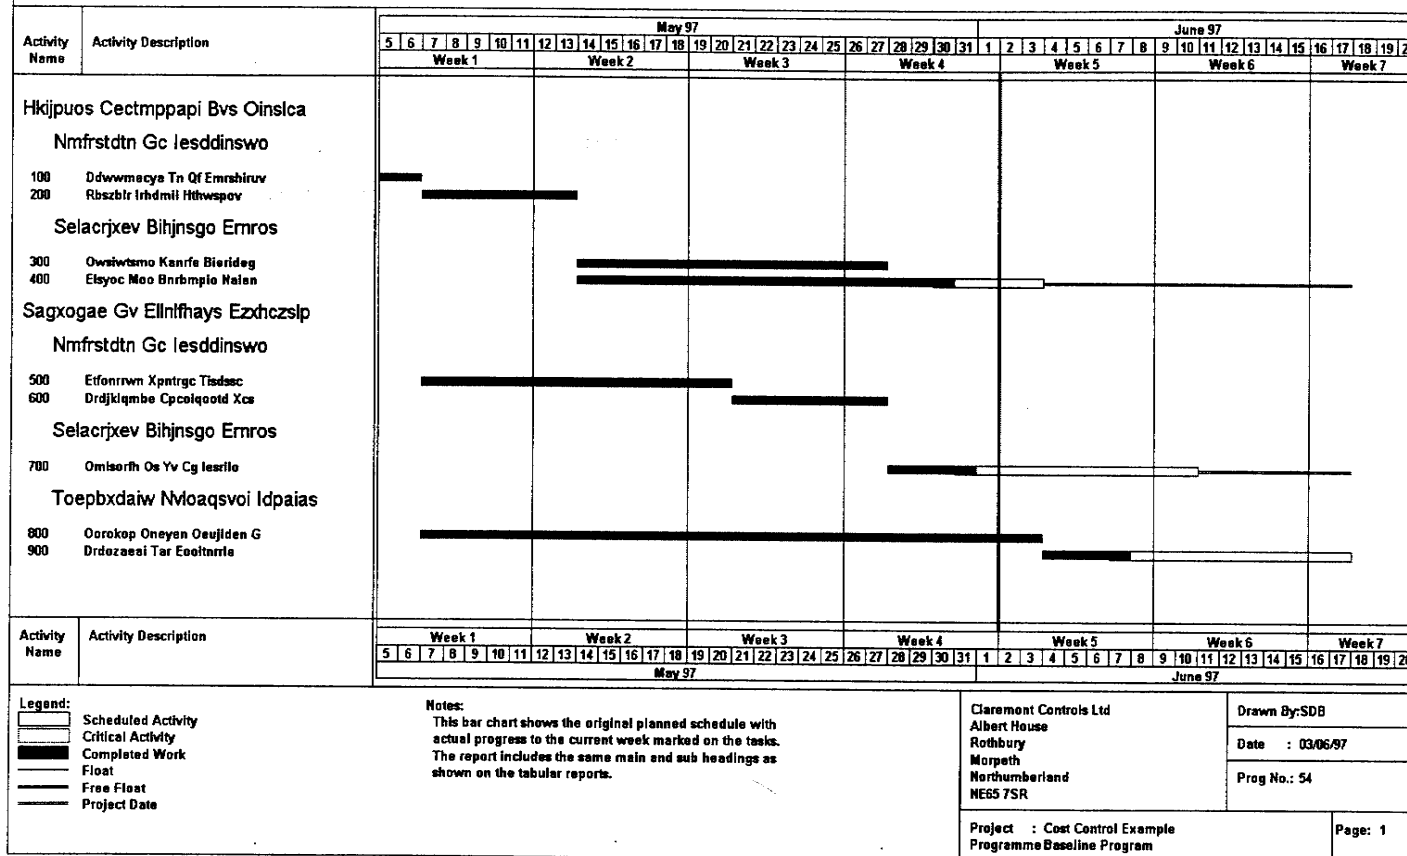 May 97 June 97
Activity Name Activity Description 5 6 7 8 9 10 11 12 13 14 15 16 17 18 19 20 21 22 23 24 25 26 27 28 29 30 31 1 2 3 4 5 6 7 8 9 10 11 12 13 14 15 16 17 18 19
Week 1 Week 2 Week 3 Week 4 Week 5 Week 6 Week 7
Hkijpuos Cectmppapi Bvs Oinslca
Nmfrstdtn Gc Iesddinswo
100 Ddwwmecye Tn Qf Emrshiruv
200 Rbszblr Irhdmil Hthwspov
Selacrjxev Bihjnsgo Ernros
300 Owsiwtsmo Kanrfe Bierideg
400 Elsyoc Moo Bnrbmpio Naien
Sagxogae Gv Ellnlfhays Ezxhczslp
Nmfrstdtn Gc Iesddinswo
500 Etfonrrwn Xpntrgc Tisdssc
600 Drdjklqmbe Cpcoiqootd Xcs
Selacrjxev Bihjnsgo Ernros
700 Omlsorfh Os Yv Cg Iesrilo
Toepbxdaiw Nvloaqsvoi Idpaias
800 Oorokop Oneyen Oeujlden G
900 Drdozaeai Tar Eooltnrrle
Activity Name Activity Description Week 1 Week 2 Week 3 Week 4 Week 5 Week 6 Week 7
5 6 7 8 9 10 11 12 13 14 15 16 17 18 19 20 21 22 23 24 25 26 27 28 29 30 31 1 2 3 4 5 6 7 8 9 10 11 12 13 14 15 16 17 18 19 20
May 97 June 97
Legend:
Scheduled Activity
Critical Activity
Completed Work
Float
Free Float
Project Date
Notes:
This bar chart shows the original planned schedule with
actual progress to the current week marked on the tasks.
The report includes the same main and sub headings as
shown on the tabular reports.
Claremont Controls Ltd
Albert House
Rothbury
Morpeth
Northumberland
NE65 7SR
Drawn By:SDB
Date : 03/06/97
Prog No.: 54
Project : Cost Control Example
Programme Baseline Program
Page: 1